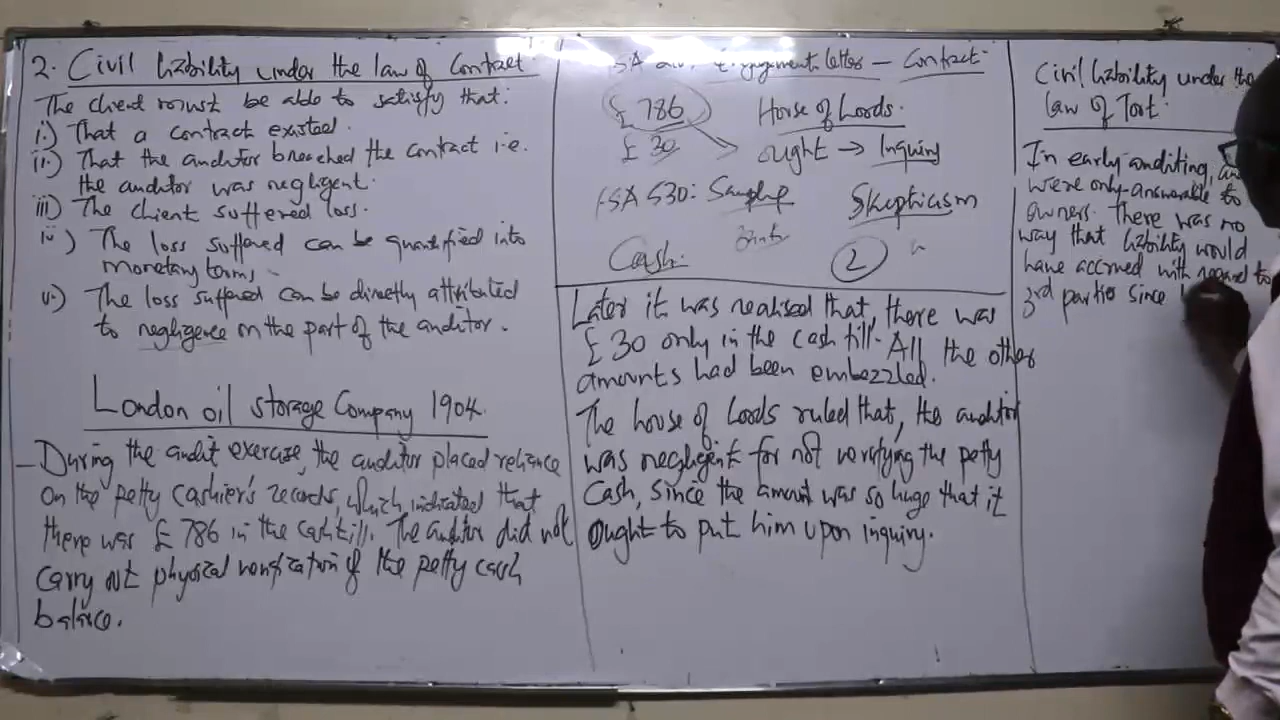 2. Civil liability under the law of Contract.
The client must be able to satisfy that:
i.) That a contract existed.
ii.) That the auditor breached the contract i.e.
the auditor was negligent.
iii) The client suffered loss.
iv) The loss suffered can be quantified into
monetary terms.
v.) The loss suffered can be directly attributed
to negligence on the part of the auditor.
London oil storage Company 1904.
- During the audit exercise, the auditor placed reliance
on the petty cashier's records, which indicated that
there was £ 786 in the cash till. The auditor did not
carry out physical verification of the petty cash
balance.
Engagement letter - Contract
£ 786 House of Lords.
£ 30 ought → Inquiry
ISA 530: Sampling Skepticism
Cash. 2
Later it was realised that, there was
£ 30 only in the cash till. All the other
amounts had been embezzled.
The house of Lords ruled that, the auditor
was negligent for not verifying the petty
cash, since the amount was so huge that it
ought to put him upon inquiry.
Civil liability under the
law of Tort.
In early auditing,
were only answerable to
owners. There was no
way that liability would
have accrued with regard to
3rd parties since